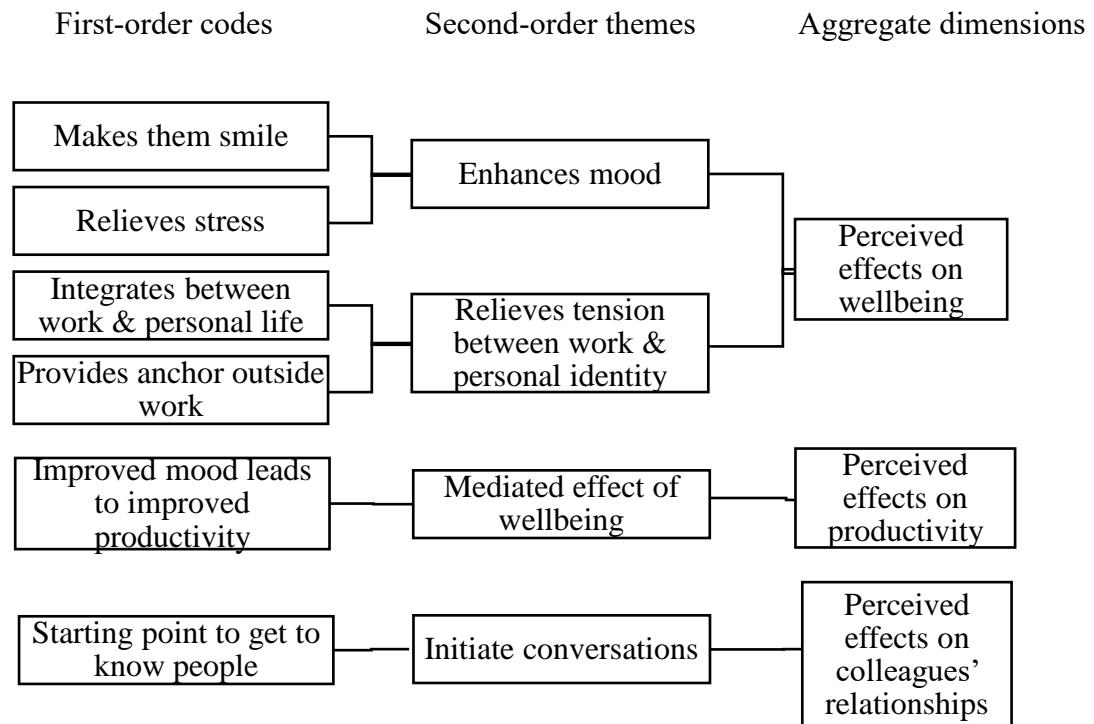 First-order codes
Second-order themes
Aggregate dimensions
Makes them smile
Relieves stress
Enhances mood
Integrates between
work & personal life
Provides anchor outside
work
Relieves tension
between work &
personal identity
Perceived
effects on
wellbeing
Improved mood leads
to improved
productivity
Mediated effect of
wellbeing
Perceived
effects on
productivity
Starting point to get to
know people
Initiate conversations
Perceived
effects on
colleagues’
relationships